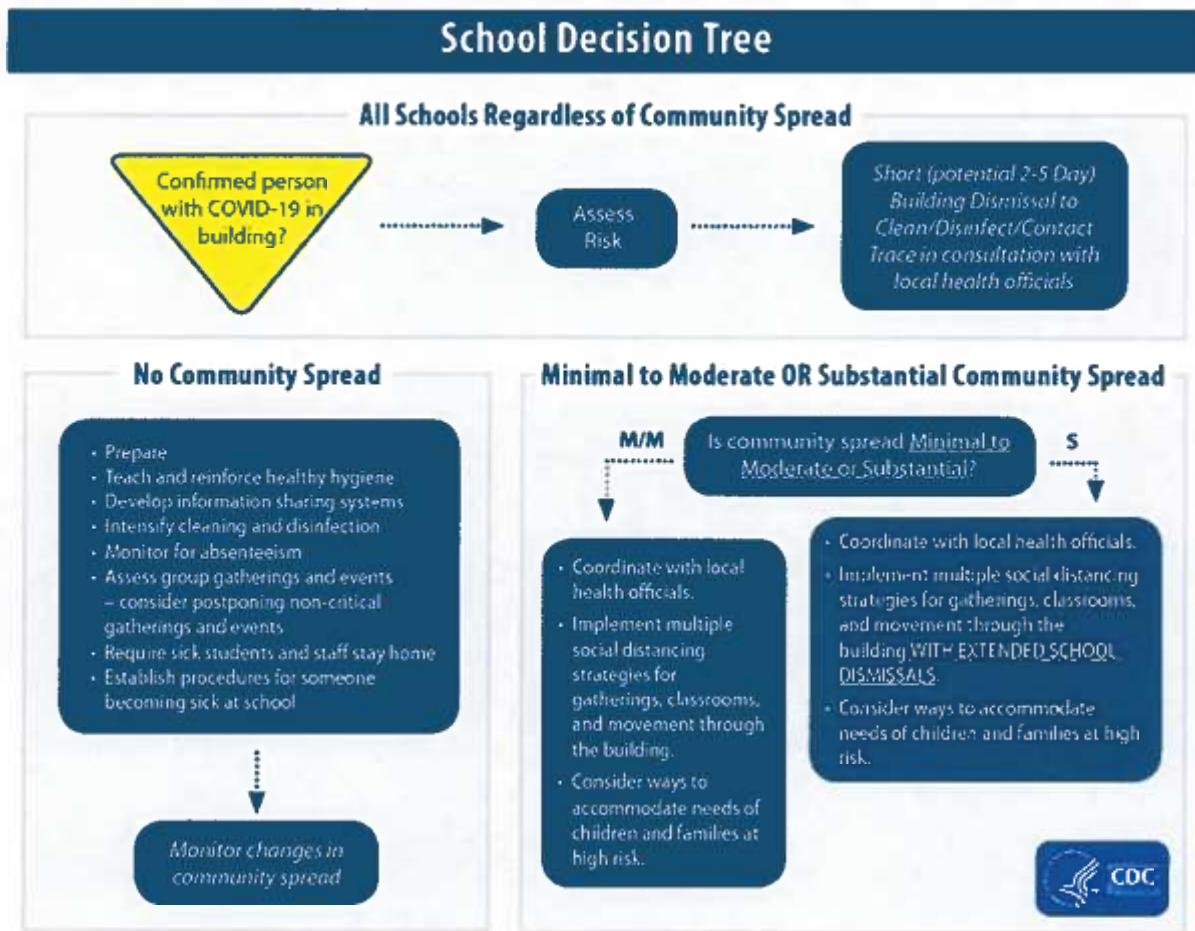 School Decision Tree
All Schools Regardless of Community Spread
Confirmed person
with COVID-19 in
building?
Assess
Risk
Short (potential 2-5 Day)
Building Dismissal to
Clean/Disinfect/Contact
Trace in consultation with
local health officials
No Community Spread
• Prepare
• Teach and reinforce healthy hygiene
• Develop information sharing systems
• Intensify cleaning and disinfection
• Monitor for absenteeism
• Assess group gatherings and events
– consider postponing non-critical
gatherings and events
• Require sick students and staff stay home
• Establish procedures for someone
becoming sick at school
Monitor changes in
community spread
Minimal to Moderate OR Substantial Community Spread
M/M
Is community spread Minimal to
Moderate or Substantial?
S
• Coordinate with local
health officials.
• Implement multiple
social distancing
strategies for
gatherings, classrooms,
and movement through
the building.
• Consider ways to
accommodate needs of
children and families at
high risk.
• Coordinate with local health officials.
• Implement multiple social distancing
strategies for gatherings, classrooms,
and movement through the
building WITH EXTENDED SCHOOL
DISMISSALS.
• Consider ways to accommodate
needs of children and families at high
risk.
CDC